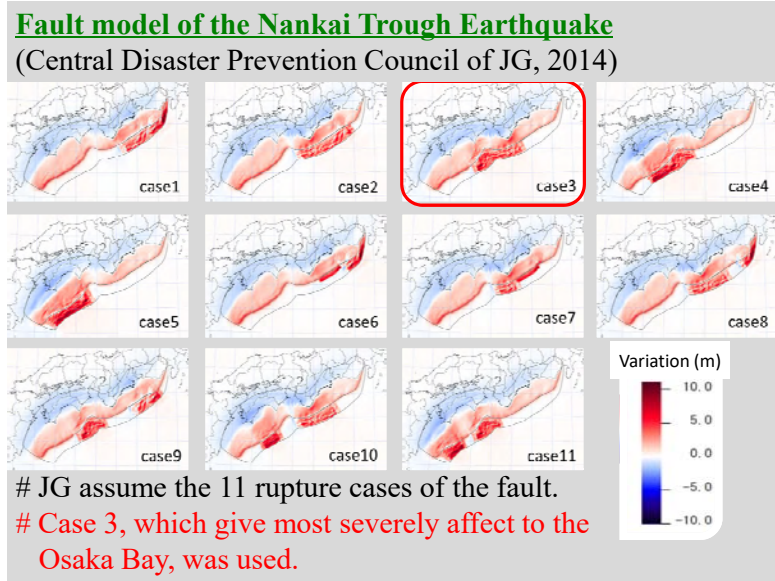 Fault model of the Nankai Trough Earthquake
(Central Disaster Prevention Council of JG, 2014)
case1
case2
case3
case4
case5
case6
case7
case8
case9
case10
case11
Variation (m)
10.0
5.0
0.0
-5.0
-10.0
# JG assume the 11 rupture cases of the fault.
# Case 3, which give most severely affect to the
Osaka Bay, was used.